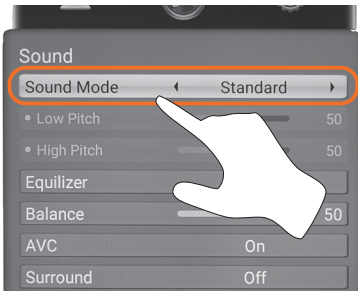 Sound
Sound Mode Standard
• Low Pitch 50
• High Pitch 50
Equilizer
Balance 50
AVC On
Surround Off